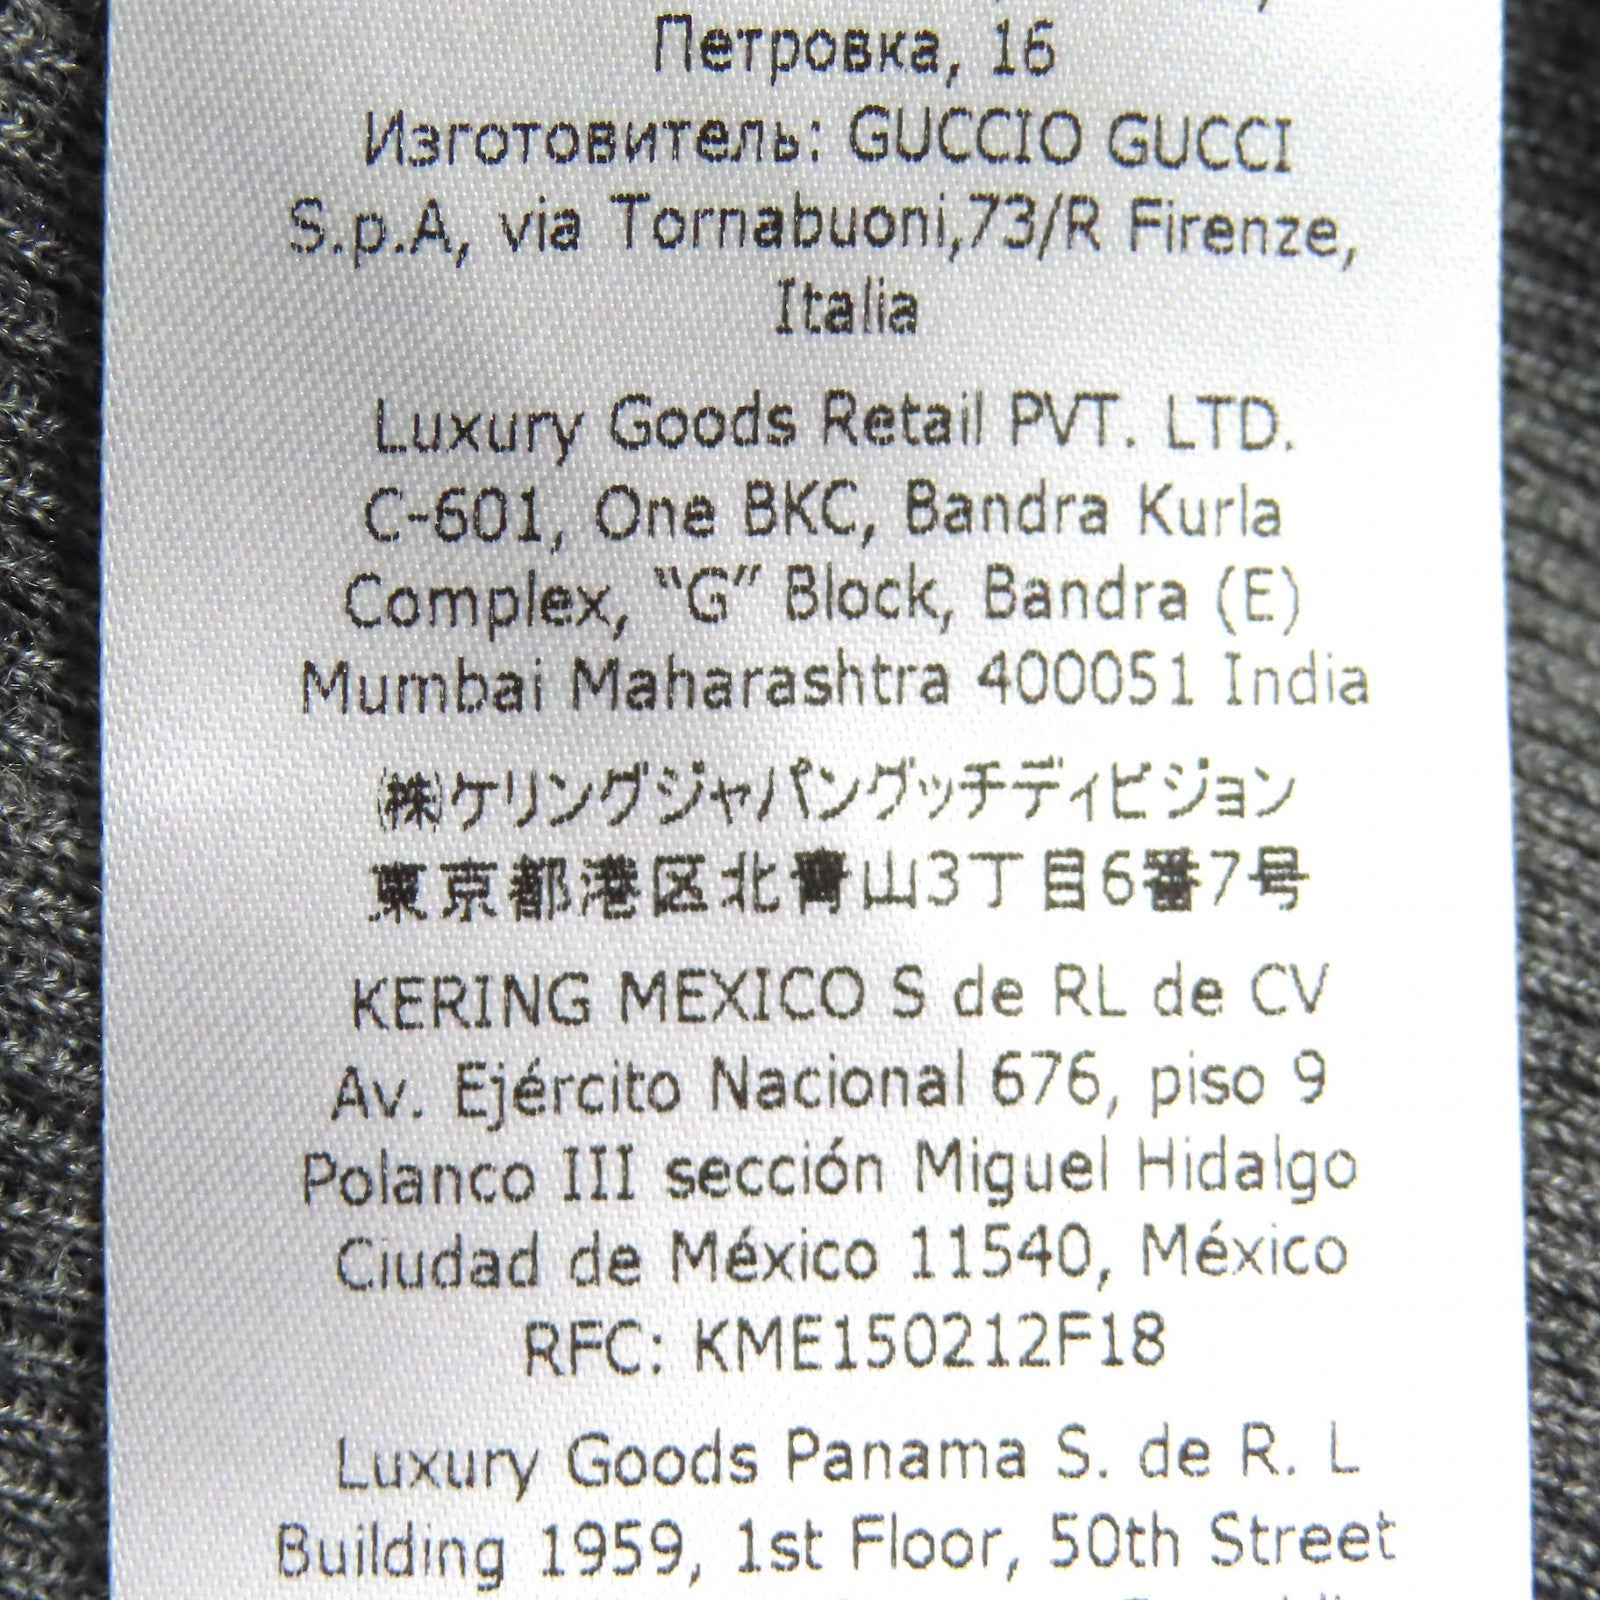 Петровка, 16
Изготовитель: GUCCIO GUCCI
S.p.A, via Tornabuoni,73/R Firenze,
Italia
Luxury Goods Retail PVT. LTD.
C-601, One BKC, Bandra Kurla
Complex, “G” Block, Bandra (E)
Mumbai Maharashtra 400051 India
㈱ケリングジャパングッチディビジョン
東京都港区北青山3丁目6番7号
KERING MEXICO S de RL de CV
Av. Ejército Nacional 676, piso 9
Polanco III sección Miguel Hidalgo
Ciudad de México 11540, México
RFC: KME150212F18
Luxury Goods Panama S. de R. L
Building 1959, 1st Floor, 50th Street